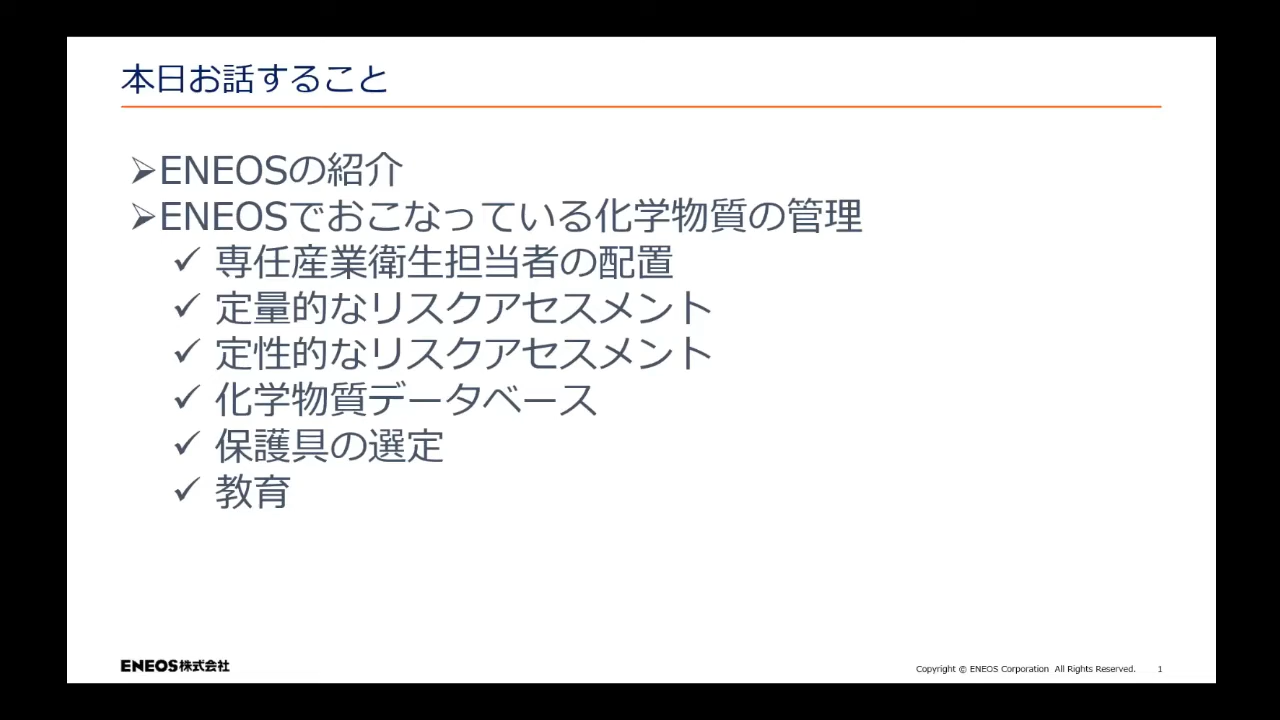 本日お話すること
➢ENEOSの紹介
➢ENEOSでおこなっている化学物質の管理
✓ 専任産業衛生担当者の配置
✓ 定量的なリスクアセスメント
✓ 定性的なリスクアセスメント
✓ 化学物質データベース
✓ 保護具の選定
✓ 教育
ENEOS株式会社
Copyright © ENEOS Corporation All Rights Reserved. 1